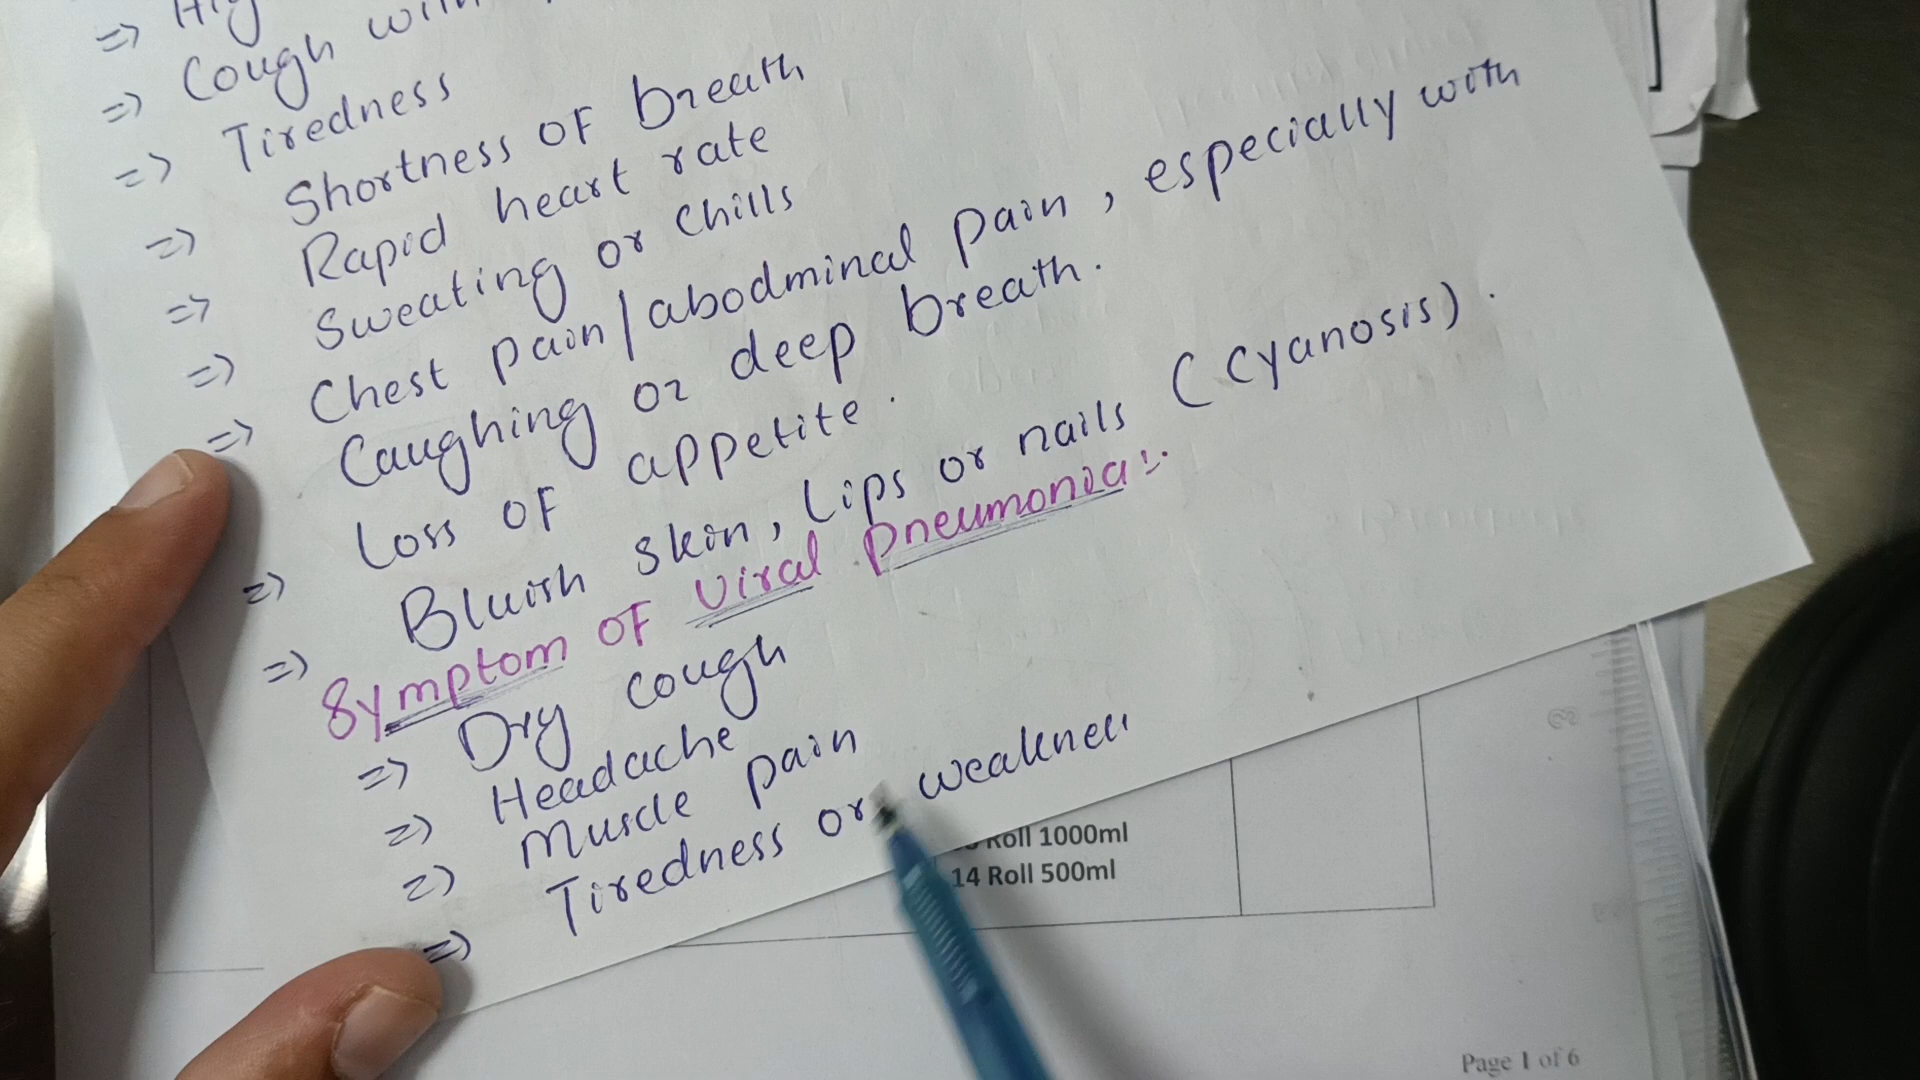 =>
=> Cough
=> Tiredness
=> Shortness OF breath
=> Rapid heart rate
=> Sweating or Chills
=> Chest pain/abodminal pain, especially with
Caughing or deep breath.
=> Loss OF appetite.
=> Bluish skin, Lips or nails (Cyanosis).
Symptom OF Viral Pneumonia:-
=> Dry cough
=> Headache
=> Muscle pain
=> Tiredness or weakness
Roll 1000ml
14 Roll 500ml
Page 1 of 6